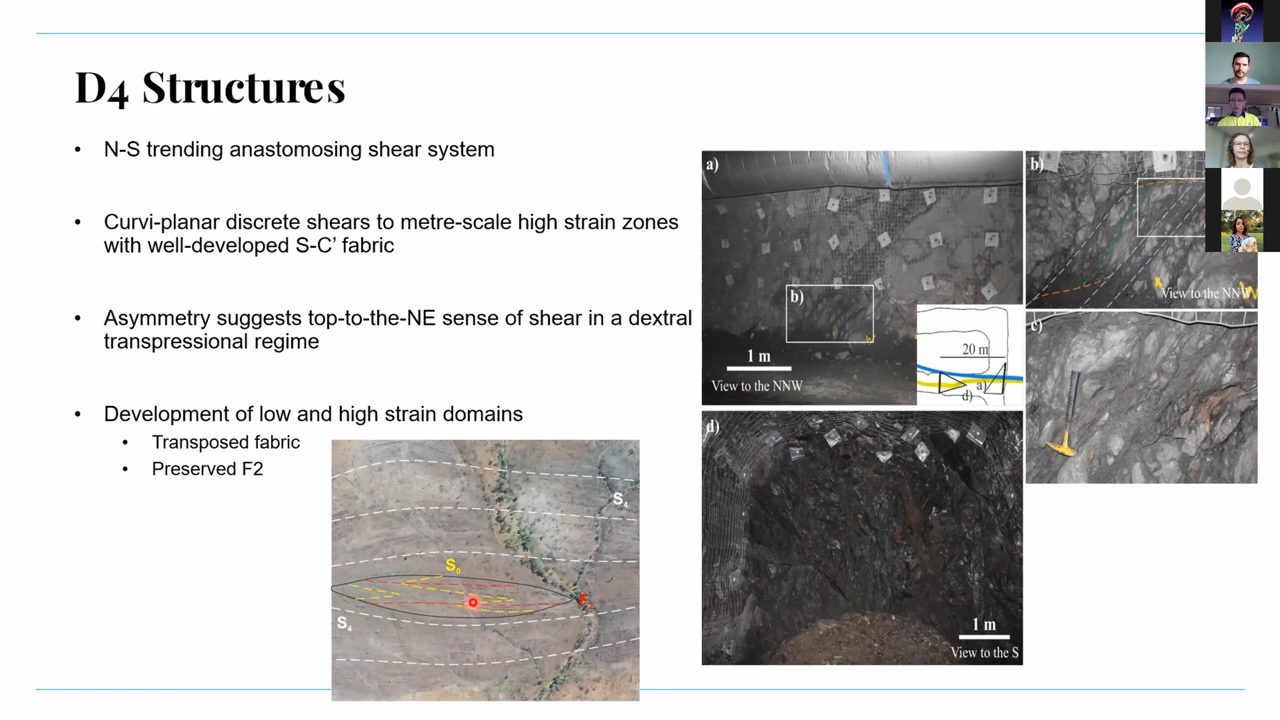 D4 Structures
• N-S trending anastomosing shear system
• Curvi-planar discrete shears to metre-scale high strain zones
with well-developed S-C’ fabric
• Asymmetry suggests top-to-the-NE sense of shear in a dextral
transpressional regime
• Development of low and high strain domains
• Transposed fabric
• Preserved F2
S4
S0
F
S4
a)
b)
1 m
View to the NNW
20 m
a)
d)
b)
View to the NNW
c)
d)
1 m
View to the S